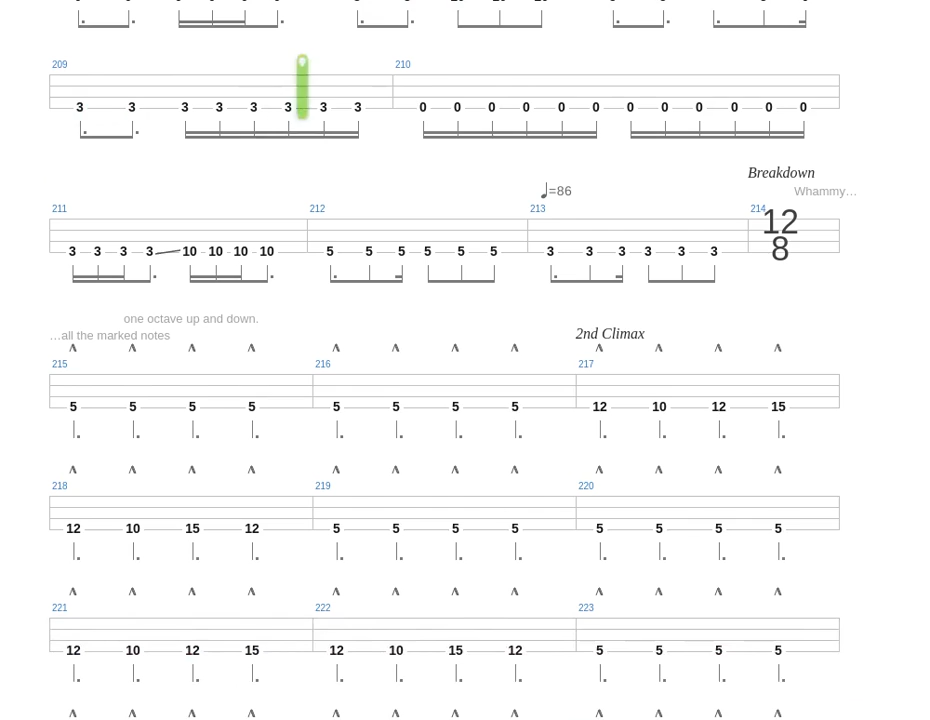 209 210
3 3 3 3 3 3 3 3 0 0 0 0 0 0 0 0 0 0 0 0
Breakdown
♩=86 Whammy…
211 212 213 214
12
8
3 3 3 3 10 10 10 10 5 5 5 5 5 5 3 3 3 3 3 3
one octave up and down.
…all the marked notes 2nd Climax
215 216 217
5 5 5 5 5 5 5 5 12 10 12 15
218 219 220
12 10 15 12 5 5 5 5 5 5 5 5
221 222 223
12 10 12 15 12 10 15 12 5 5 5 5